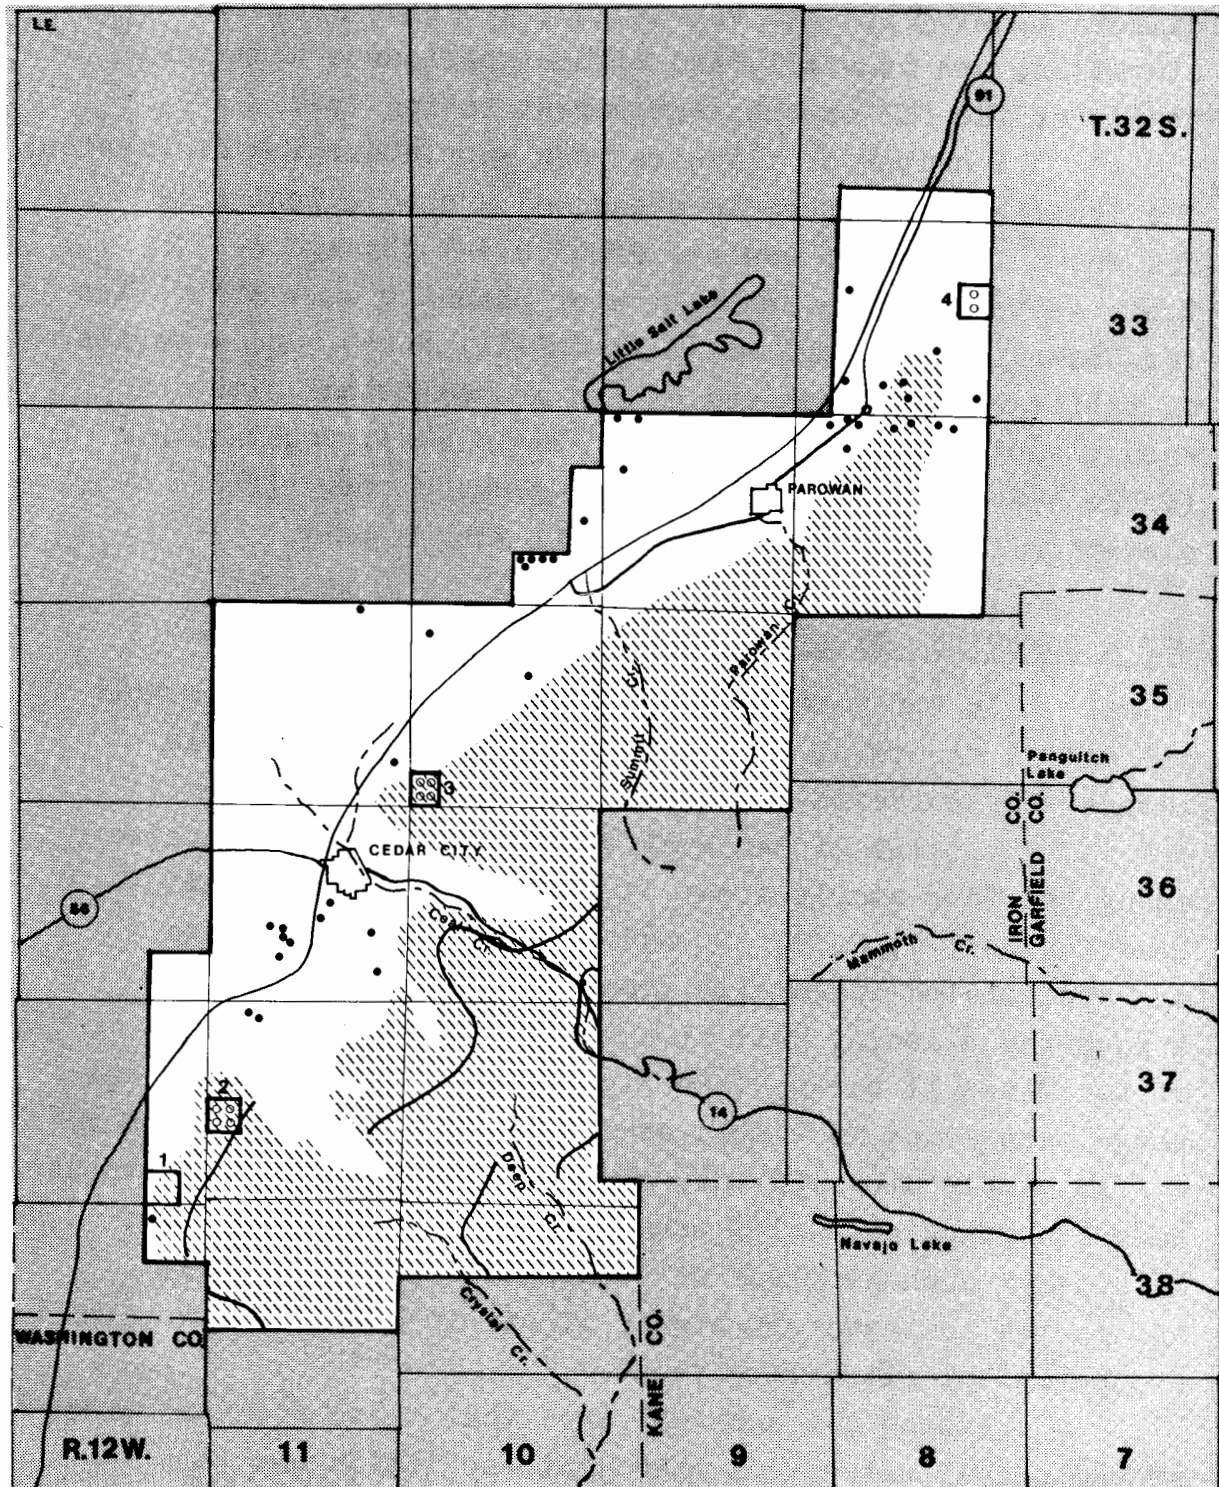 LE
91
T.32 S.
4
33
Little Salt Lake
PAROWAN
34
Parowan Cr.
Summit Cr.
35
Panguitch
Lake
3
CEDAR CITY
IRON CO.
GARFIELD CO.
36
56
Coal Cr.
Mammoth Cr.
37
2
14
1
Deep Cr.
Navajo Lake
38
Crystal Cr.
WASHINGTON CO.
KANE CO.
R.12W.
11
10
9
8
7